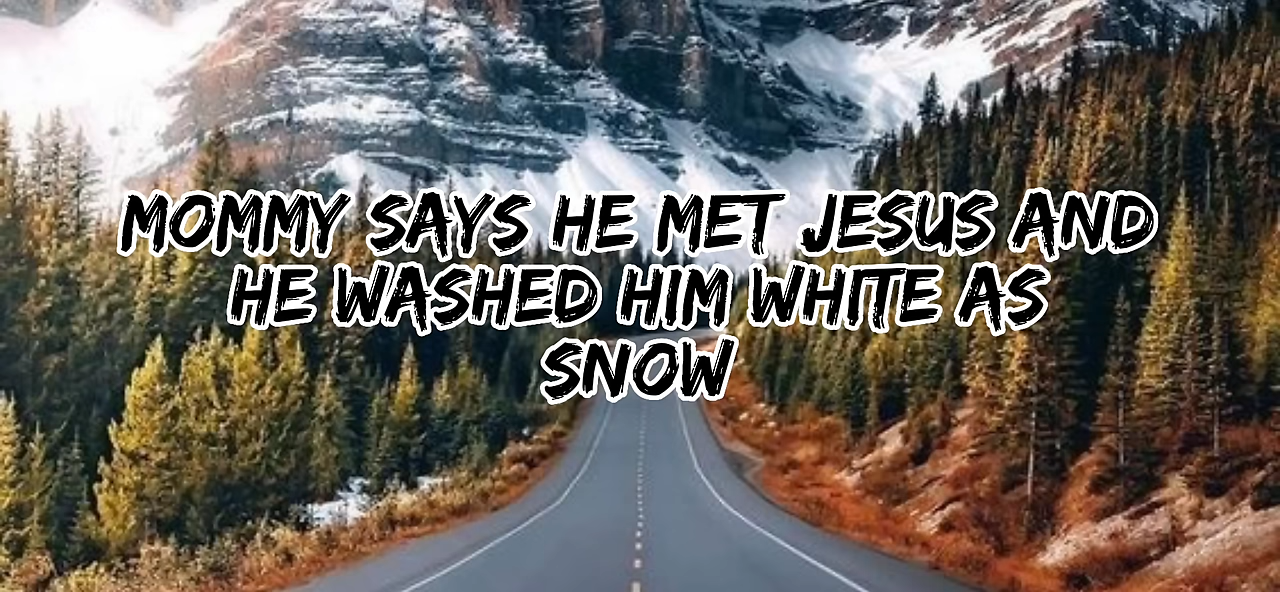 MOMMY SAYS HE MET JESUS AND
HE WASHED HIM WHITE AS
SNOW